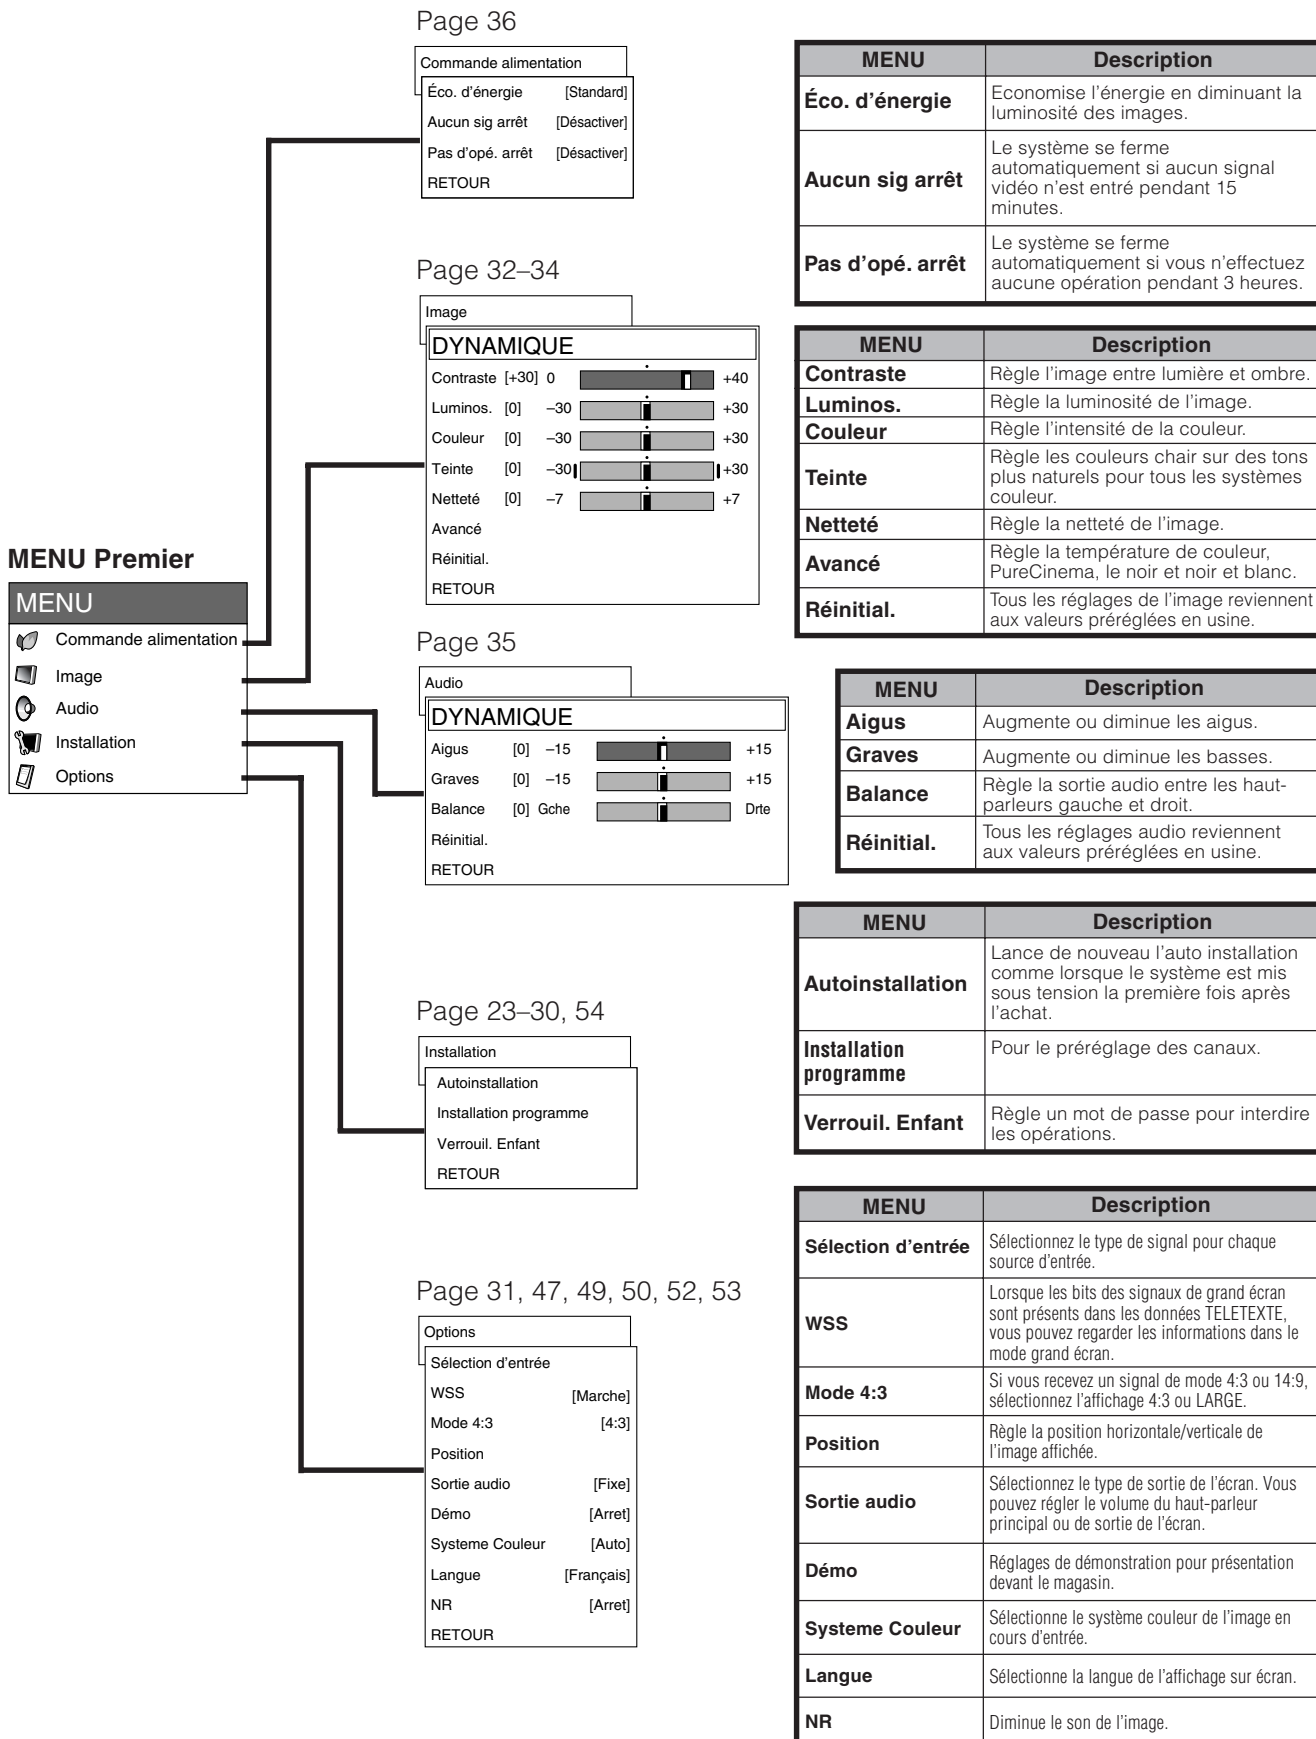 MENU Premier
MENU
Commande alimentation
Image
Audio
Installation
Options
Page 36
Commande alimentation
Éco. d'énergie [Standard]
Aucun sig arrêt [Désactiver]
Pas d'opé. arrêt [Désactiver]
RETOUR
MENU Description
Éco. d'énergie
Economise l'énergie en diminuant la
luminosité des images.
Aucun sig arrêt
Le système se ferme
automatiquement si aucun signal
vidéo n'est entré pendant 15
minutes.
Pas d'opé. arrêt
Le système se ferme
automatiquement si vous n'effectuez
aucune opération pendant 3 heures.
Page 32–34
Image
DYNAMIQUE
Contraste [+30] 0 +40
Luminos. [0] –30 +30
Couleur [0] –30 +30
Teinte [0] –30 +30
Netteté [0] –7 +7
Avancé
Réinitial.
RETOUR
MENU Description
Contraste Règle l'image entre lumière et ombre.
Luminos. Règle la luminosité de l'image.
Couleur Règle l'intensité de la couleur.
Teinte
Règle les couleurs chair sur des tons
plus naturels pour tous les systèmes
couleur.
Netteté Règle la netteté de l'image.
Avancé
Règle la température de couleur,
PureCinema, le noir et noir et blanc.
Réinitial.
Tous les réglages de l'image reviennent
aux valeurs préréglées en usine.
Page 35
Audio
DYNAMIQUE
Aigus [0] –15 +15
Graves [0] –15 +15
Balance [0] Gche Drte
Réinitial.
RETOUR
MENU Description
Aigus Augmente ou diminue les aigus.
Graves Augmente ou diminue les basses.
Balance
Règle la sortie audio entre les haut-
parleurs gauche et droit.
Réinitial.
Tous les réglages audio reviennent
aux valeurs préréglées en usine.
Page 23–30, 54
Installation
Autoinstallation
Installation programme
Verrouil. Enfant
RETOUR
MENU Description
Autoinstallation
Lance de nouveau l'auto installation
comme lorsque le système est mis
sous tension la première fois après
l'achat.
Installation
programme
Pour le préréglage des canaux.
Verrouil. Enfant
Règle un mot de passe pour interdire
les opérations.
Page 31, 47, 49, 50, 52, 53
Options
Sélection d'entrée
WSS [Marche]
Mode 4:3 [4:3]
Position
Sortie audio [Fixe]
Démo [Arret]
Systeme Couleur [Auto]
Langue [Français]
NR [Arret]
RETOUR
MENU Description
Sélection d'entrée
Sélectionnez le type de signal pour chaque
source d'entrée.
WSS
Lorsque les bits des signaux de grand écran
sont présents dans les données TELETEXTE,
vous pouvez regarder les informations dans le
mode grand écran.
Mode 4:3
Si vous recevez un signal de mode 4:3 ou 14:9,
sélectionnez l'affichage 4:3 ou LARGE.
Position
Règle la position horizontale/verticale de
l'image affichée.
Sortie audio
Sélectionnez le type de sortie de l'écran. Vous
pouvez régler le volume du haut-parleur
principal ou de sortie de l'écran.
Démo
Réglages de démonstration pour présentation
devant le magasin.
Systeme Couleur
Sélectionne le système couleur de l'image en
cours d'entrée.
Langue Sélectionne la langue de l'affichage sur écran.
NR Diminue le son de l'image.